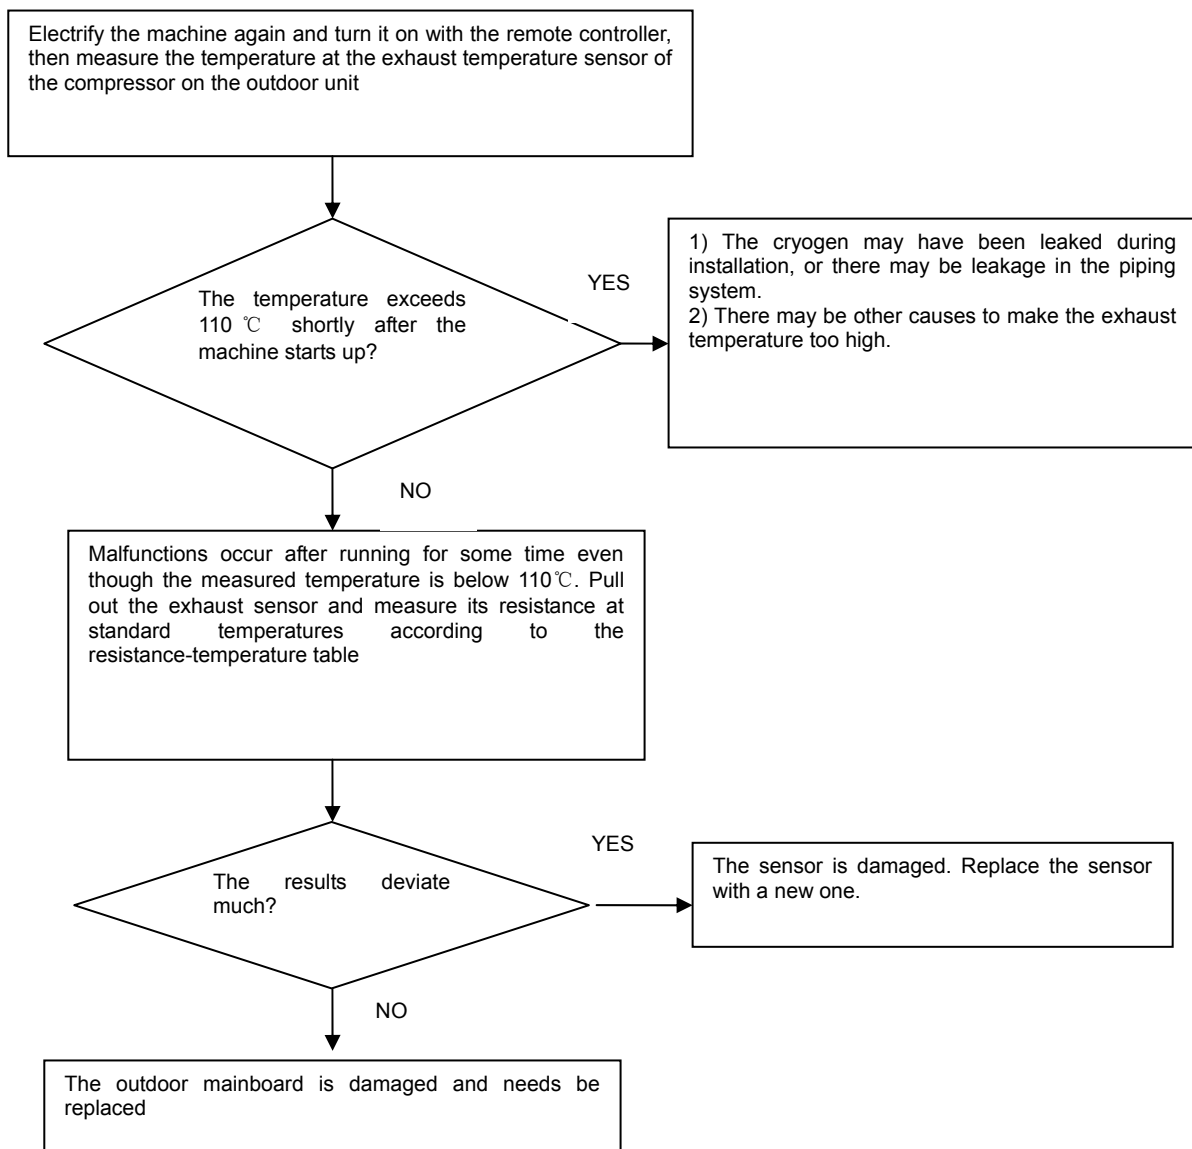 Electrify the machine again and turn it on with the remote controller,
then measure the temperature at the exhaust temperature sensor of
the compressor on the outdoor unit
The temperature exceeds
110 ℃ shortly after the
machine starts up?
YES
1) The cryogen may have been leaked during
installation, or there may be leakage in the piping
system.
2) There may be other causes to make the exhaust
temperature too high.
NO
Malfunctions occur after running for some time even
though the measured temperature is below 110℃. Pull
out the exhaust sensor and measure its resistance at
standard temperatures according to the
resistance-temperature table
The results deviate
much?
YES
The sensor is damaged. Replace the sensor
with a new one.
NO
The outdoor mainboard is damaged and needs be
replaced